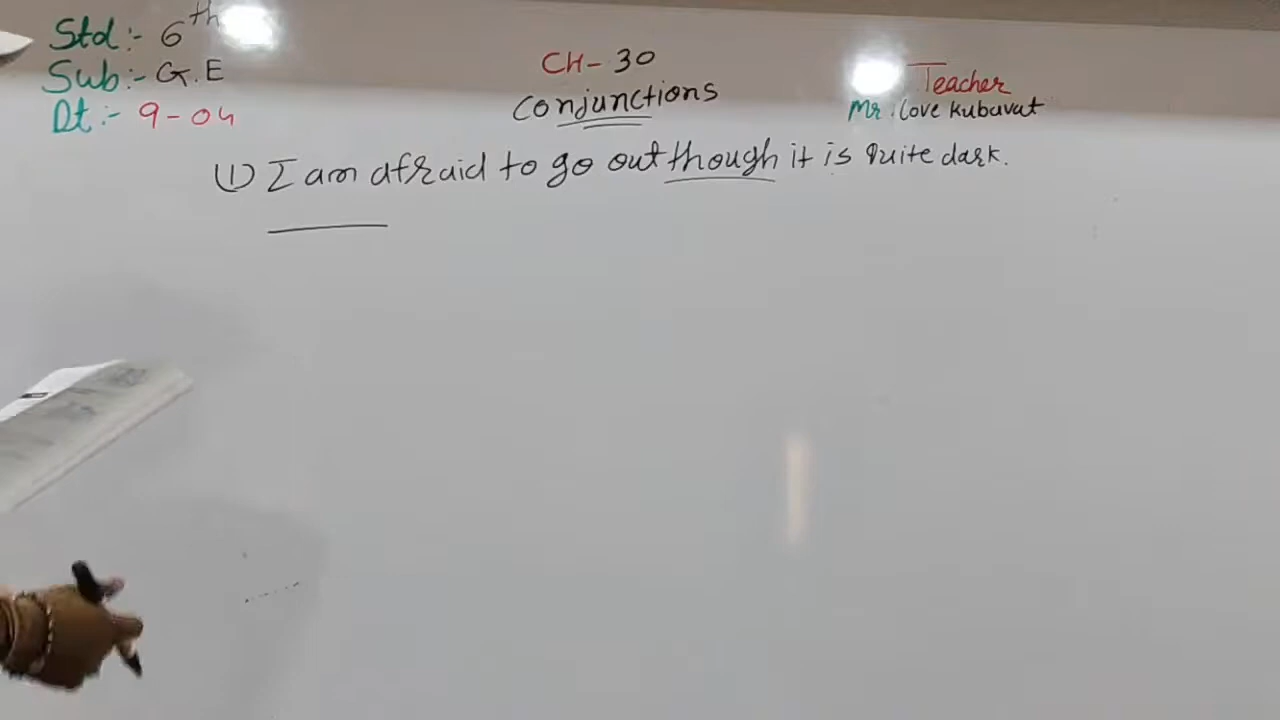 Std :- 6th
Sub :- G.E
Dt :- 9-04
CH- 30
Conjunctions
Teacher
Mr. Love Kubavat
(1) I am afraid to go out though it is quite dark.